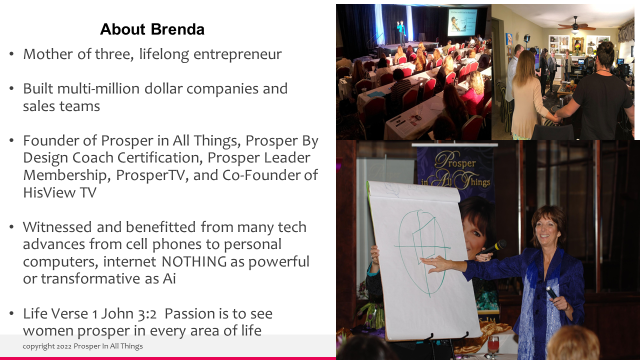 About Brenda
• Mother of three, lifelong entrepreneur
• Built multi-million dollar companies and
sales teams
• Founder of Prosper in All Things, Prosper By
Design Coach Certification, Prosper Leader
Membership, ProsperTV, and Co-Founder of
HisView TV
• Witnessed and benefitted from many tech
advances from cell phones to personal
computers, internet NOTHING as powerful
or transformative as Ai
• Life Verse 1 John 3:2 Passion is to see
women prosper in every area of life
copyright 2022 Prosper In All Things
Prosper
in All Things